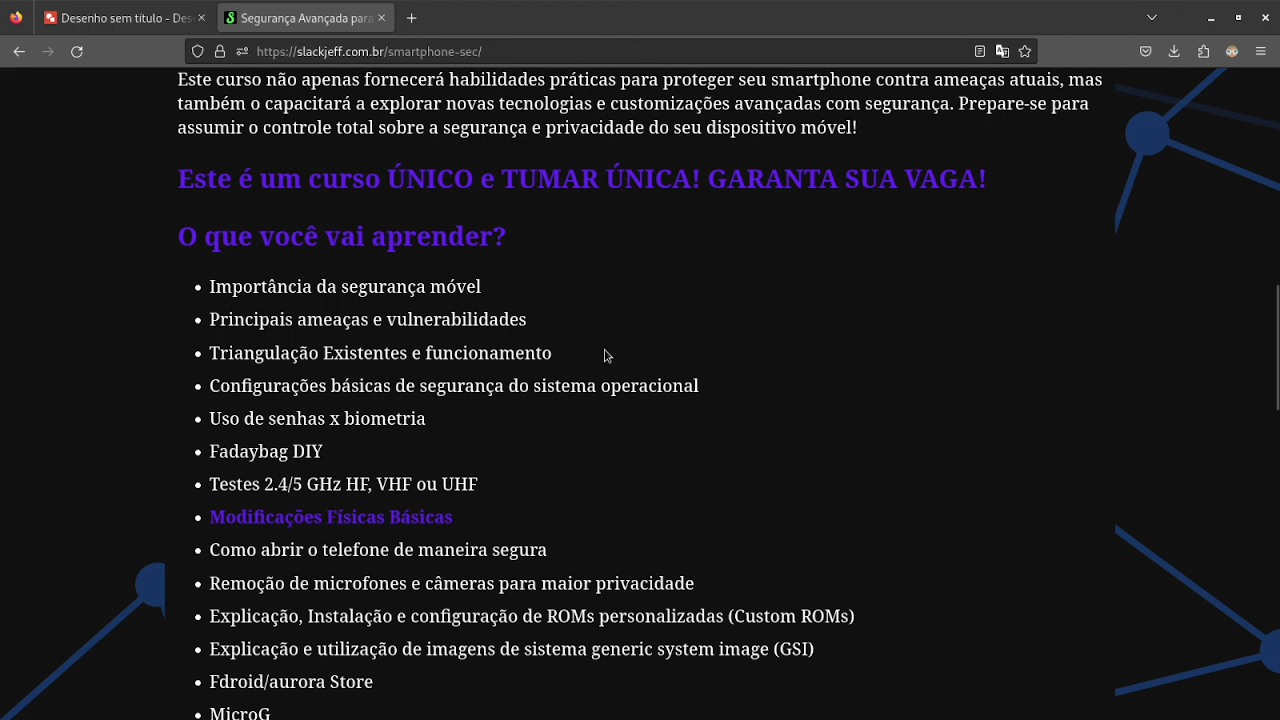 Desenho sem título - Des
Segurança Avançada para
https://slackjeff.com.br/smartphone-sec/
Este curso não apenas fornecerá habilidades práticas para proteger seu smartphone contra ameaças atuais, mas
também o capacitará a explorar novas tecnologias e customizações avançadas com segurança. Prepare-se para
assumir o controle total sobre a segurança e privacidade do seu dispositivo móvel!
Este é um curso ÚNICO e TUMAR ÚNICA! GARANTA SUA VAGA!
O que você vai aprender?
• Importância da segurança móvel
• Principais ameaças e vulnerabilidades
• Triangulação Existentes e funcionamento
• Configurações básicas de segurança do sistema operacional
• Uso de senhas x biometria
• Fadaybag DIY
• Testes 2.4/5 GHz HF, VHF ou UHF
• Modificações Físicas Básicas
• Como abrir o telefone de maneira segura
• Remoção de microfones e câmeras para maior privacidade
• Explicação, Instalação e configuração de ROMs personalizadas (Custom ROMs)
• Explicação e utilização de imagens de sistema generic system image (GSI)
• Fdroid/aurora Store
• MicroG